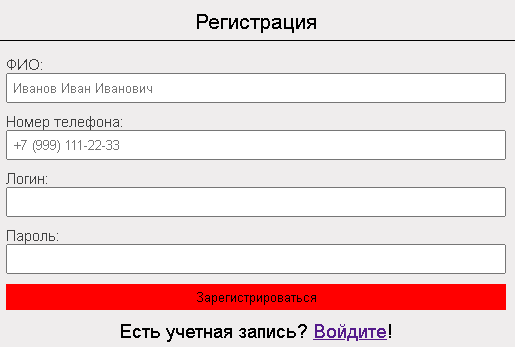 Регистрация
ФИО:
Иванов Иван Иванович
Номер телефона:
+7 (999) 111-22-33
Логин:
Пароль:
Зарегистрироваться
Есть учетная запись? Войдите!